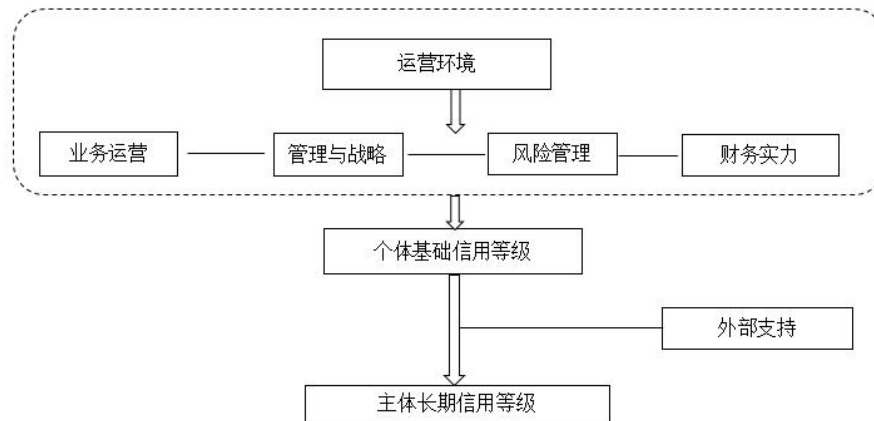 运营环境
业务运营
管理与战略
风险管理
财务实力
个体基础信用等级
外部支持
主体长期信用等级